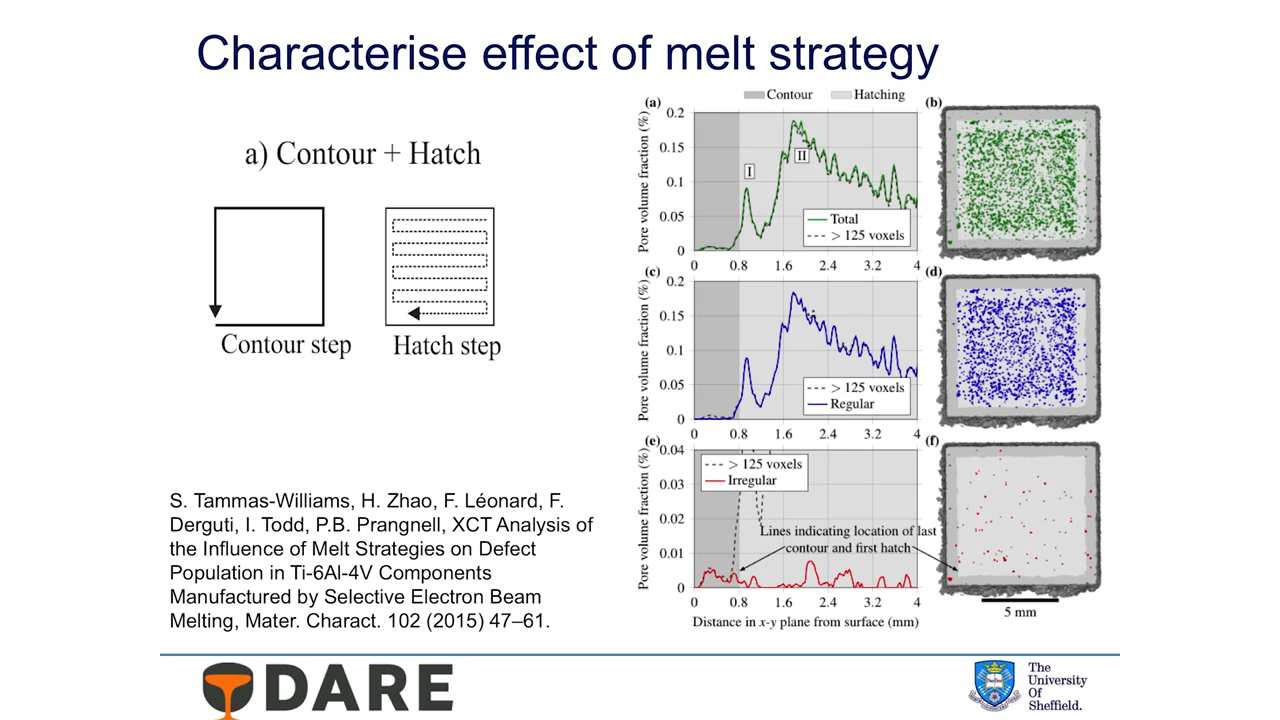 Characterise effect of melt strategy
a) Contour + Hatch
Contour step
Hatch step
S. Tammas-Williams, H. Zhao, F. Léonard, F.
Derguti, I. Todd, P.B. Prangnell, XCT Analysis of
the Influence of Melt Strategies on Defect
Population in Ti-6Al-4V Components
Manufactured by Selective Electron Beam
Melting, Mater. Charact. 102 (2015) 47–61.
Contour Hatching
(a)
Pore volume fraction (%)
0.2
0.15
0.1
0.05
0
I
II
Total
> 125 voxels
0 0.8 1.6 2.4 3.2 4
(b)
(c)
Pore volume fraction (%)
0.2
0.15
0.1
0.05
0
> 125 voxels
Regular
0 0.8 1.6 2.4 3.2 4
(d)
(e)
Pore volume fraction (%)
0.04
0.03
0.02
0.01
0
> 125 voxels
Irregular
Lines indicating location of last
contour and first hatch
0 0.8 1.6 2.4 3.2 4
Distance in x-y plane from surface (mm)
(f)
5 mm
DARE
The
University
Of
Sheffield.